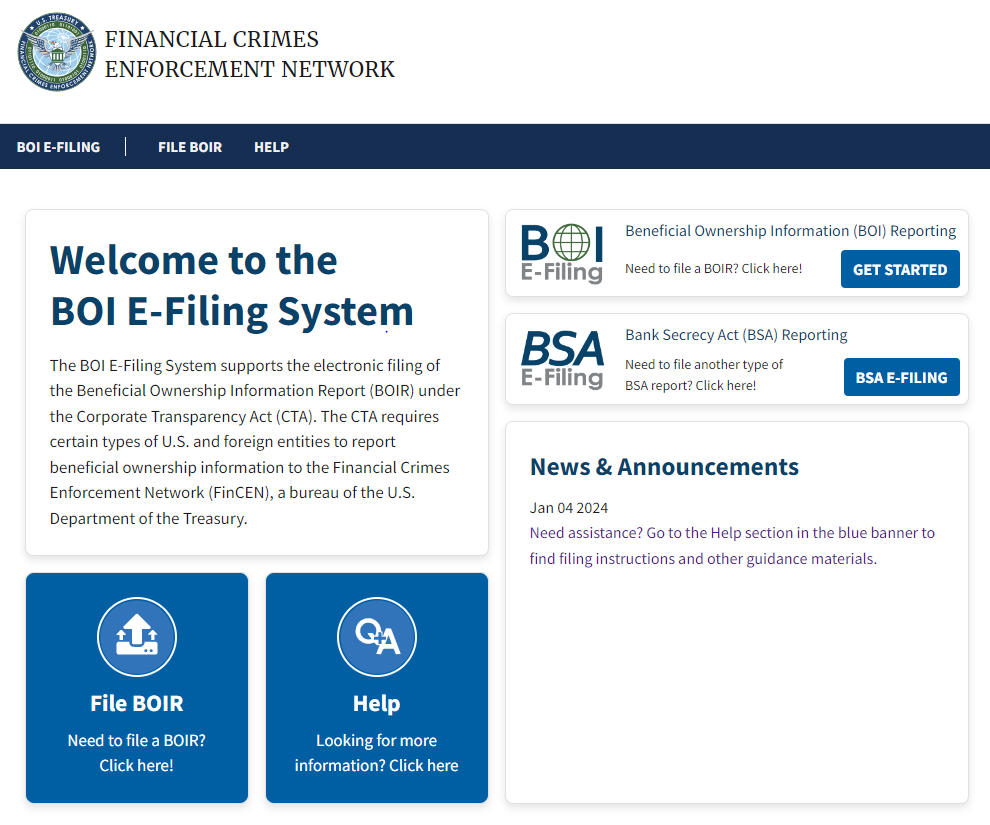 FINANCIAL CRIMES
ENFORCEMENT NETWORK
BOI E-FILING
FILE BOIR
HELP
Welcome to the
BOI E-Filing System
The BOI E-Filing System supports the electronic filing of
the Beneficial Ownership Information Report (BOIR) under
the Corporate Transparency Act (CTA). The CTA requires
certain types of U.S. and foreign entities to report
beneficial ownership information to the Financial Crimes
Enforcement Network (FinCEN), a bureau of the U.S.
Department of the Treasury.
File BOIR
Need to file a BOIR?
Click here!
Q+A
Help
Looking for more
information? Click here
BOI
E-Filing
Beneficial Ownership Information (BOI) Reporting
Need to file a BOIR? Click here!
GET STARTED
BSA
E-Filing
Bank Secrecy Act (BSA) Reporting
Need to file another type of
BSA report? Click here!
BSA E-FILING
News & Announcements
Jan 04 2024
Need assistance? Go to the Help section in the blue banner to
find filing instructions and other guidance materials.